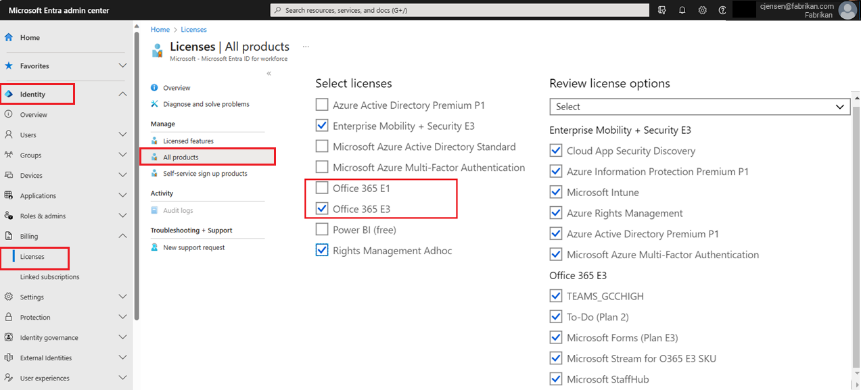 Microsoft Entra admin center
Search resources, services, and docs (G+/)
cjensen@fabrikan.com
Fabrikan
Home
Favorites
Identity
Overview
Users
Groups
Devices
Applications
Roles & admins
Billing
Licenses
Linked subscriptions
Settings
Protection
Identity governance
External Identities
User experiences
Home > Licenses
Licenses | All products ...
Microsoft - Microsoft Entra ID for workforce
«
Overview
Diagnose and solve problems
Manage
Licensed features
All products
Self-service sign up products
Activity
Audit logs
Troubleshooting + Support
New support request
Select licenses
Azure Active Directory Premium P1
Enterprise Mobility + Security E3
Microsoft Azure Active Directory Standard
Microsoft Azure Multi-Factor Authentication
Office 365 E1
Office 365 E3
Power BI (free)
Rights Management Adhoc
Review license options
Select
Enterprise Mobility + Security E3
Cloud App Security Discovery
Azure Information Protection Premium P1
Microsoft Intune
Azure Rights Management
Azure Active Directory Premium P1
Microsoft Azure Multi-Factor Authentication
Office 365 E3
TEAMS_GCCHIGH
To-Do (Plan 2)
Microsoft Forms (Plan E3)
Microsoft Stream for O365 E3 SKU
Microsoft StaffHub